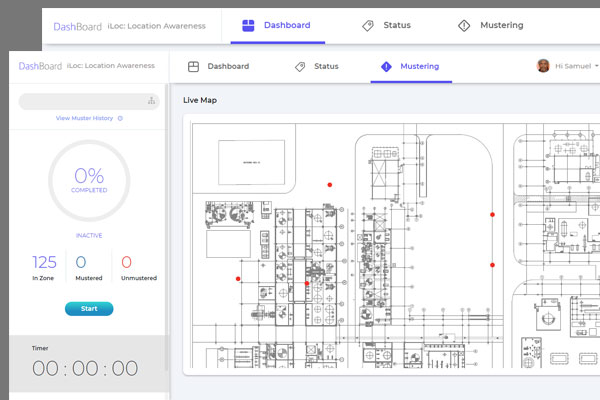 DashBoard iLoc: Location Awareness
Dashboard
Status
Mustering
DashBoard iLoc: Location Awareness
Dashboard
Status
Mustering
Hi Samuel
View Muster History
0%
COMPLETED
INACTIVE
125
In Zone
0
Mustered
0
Unmustered
Start
Timer
00 : 00 : 00
Live Map